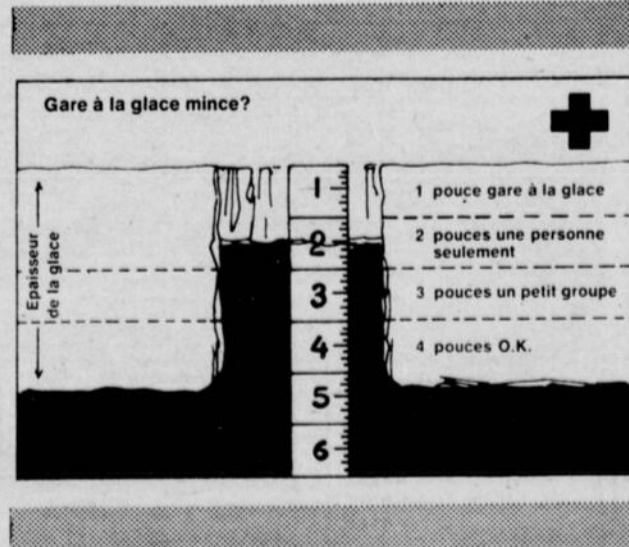 Gare à la glace mince?
Epaisseur
de la glace
1
2
3
4
5
6
1 pouce gare à la glace
2 pouces une personne
seulement
3 pouces un petit groupe
4 pouces O.K.